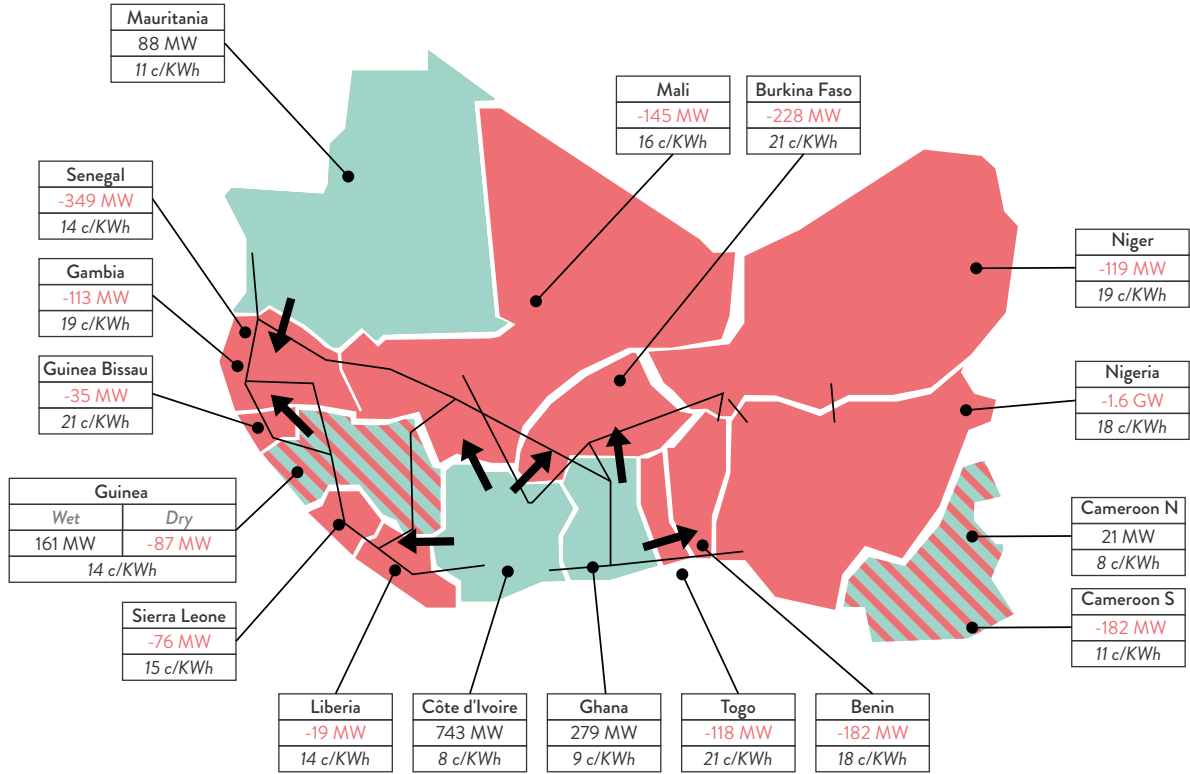 Mauritania
88 MW
11 c/KWh
Mali
-145 MW
16 c/KWh
Burkina Faso
-228 MW
21 c/KWh
Senegal
-349 MW
14 c/KWh
Niger
-119 MW
19 c/KWh
Gambia
-113 MW
19 c/KWh
Guinea Bissau
-35 MW
21 c/KWh
Nigeria
-1.6 GW
18 c/KWh
Guinea
Wet Dry
161 MW -87 MW
14 c/KWh
Cameroon N
21 MW
8 c/KWh
Cameroon S
-182 MW
11 c/KWh
Sierra Leone
-76 MW
15 c/KWh
Liberia
-19 MW
14 c/KWh
Côte d'Ivoire
743 MW
8 c/KWh
Ghana
279 MW
9 c/KWh
Togo
-118 MW
21 c/KWh
Benin
-182 MW
18 c/KWh